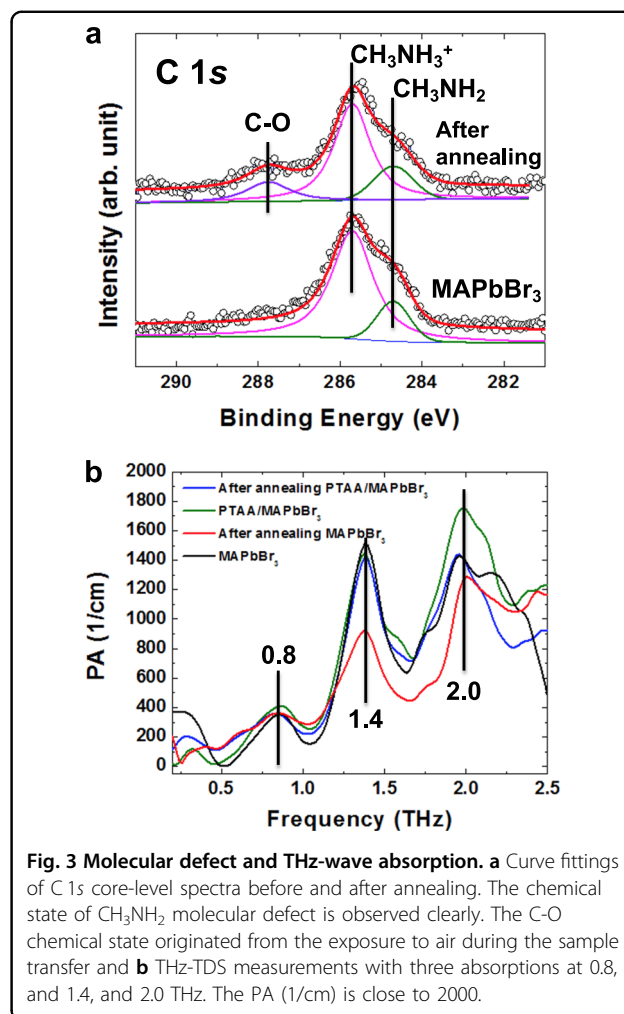 a
C 1s
CH₃NH₃⁺
CH₃NH₂
C-O
After
annealing
MAPbBr₃
Intensity (arb. unit)
290 288 286 284 282
Binding Energy (eV)
b
2000
1800
1600
1400
1200
1000
800
600
400
200
0
PA (1/cm)
After annealing PTAA/MAPbBr₃
PTAA/MAPbBr₃
After annealing MAPbBr₃
MAPbBr₃
0.8
1.4
2.0
0.5 1.0 1.5 2.0 2.5
Frequency (THz)
Fig. 3 Molecular defect and THz-wave absorption. a Curve fittings
of C 1s core-level spectra before and after annealing. The chemical
state of CH₃NH₂ molecular defect is observed clearly. The C-O
chemical state originated from the exposure to air during the sample
transfer and b THz-TDS measurements with three absorptions at 0.8,
and 1.4, and 2.0 THz. The PA (1/cm) is close to 2000.